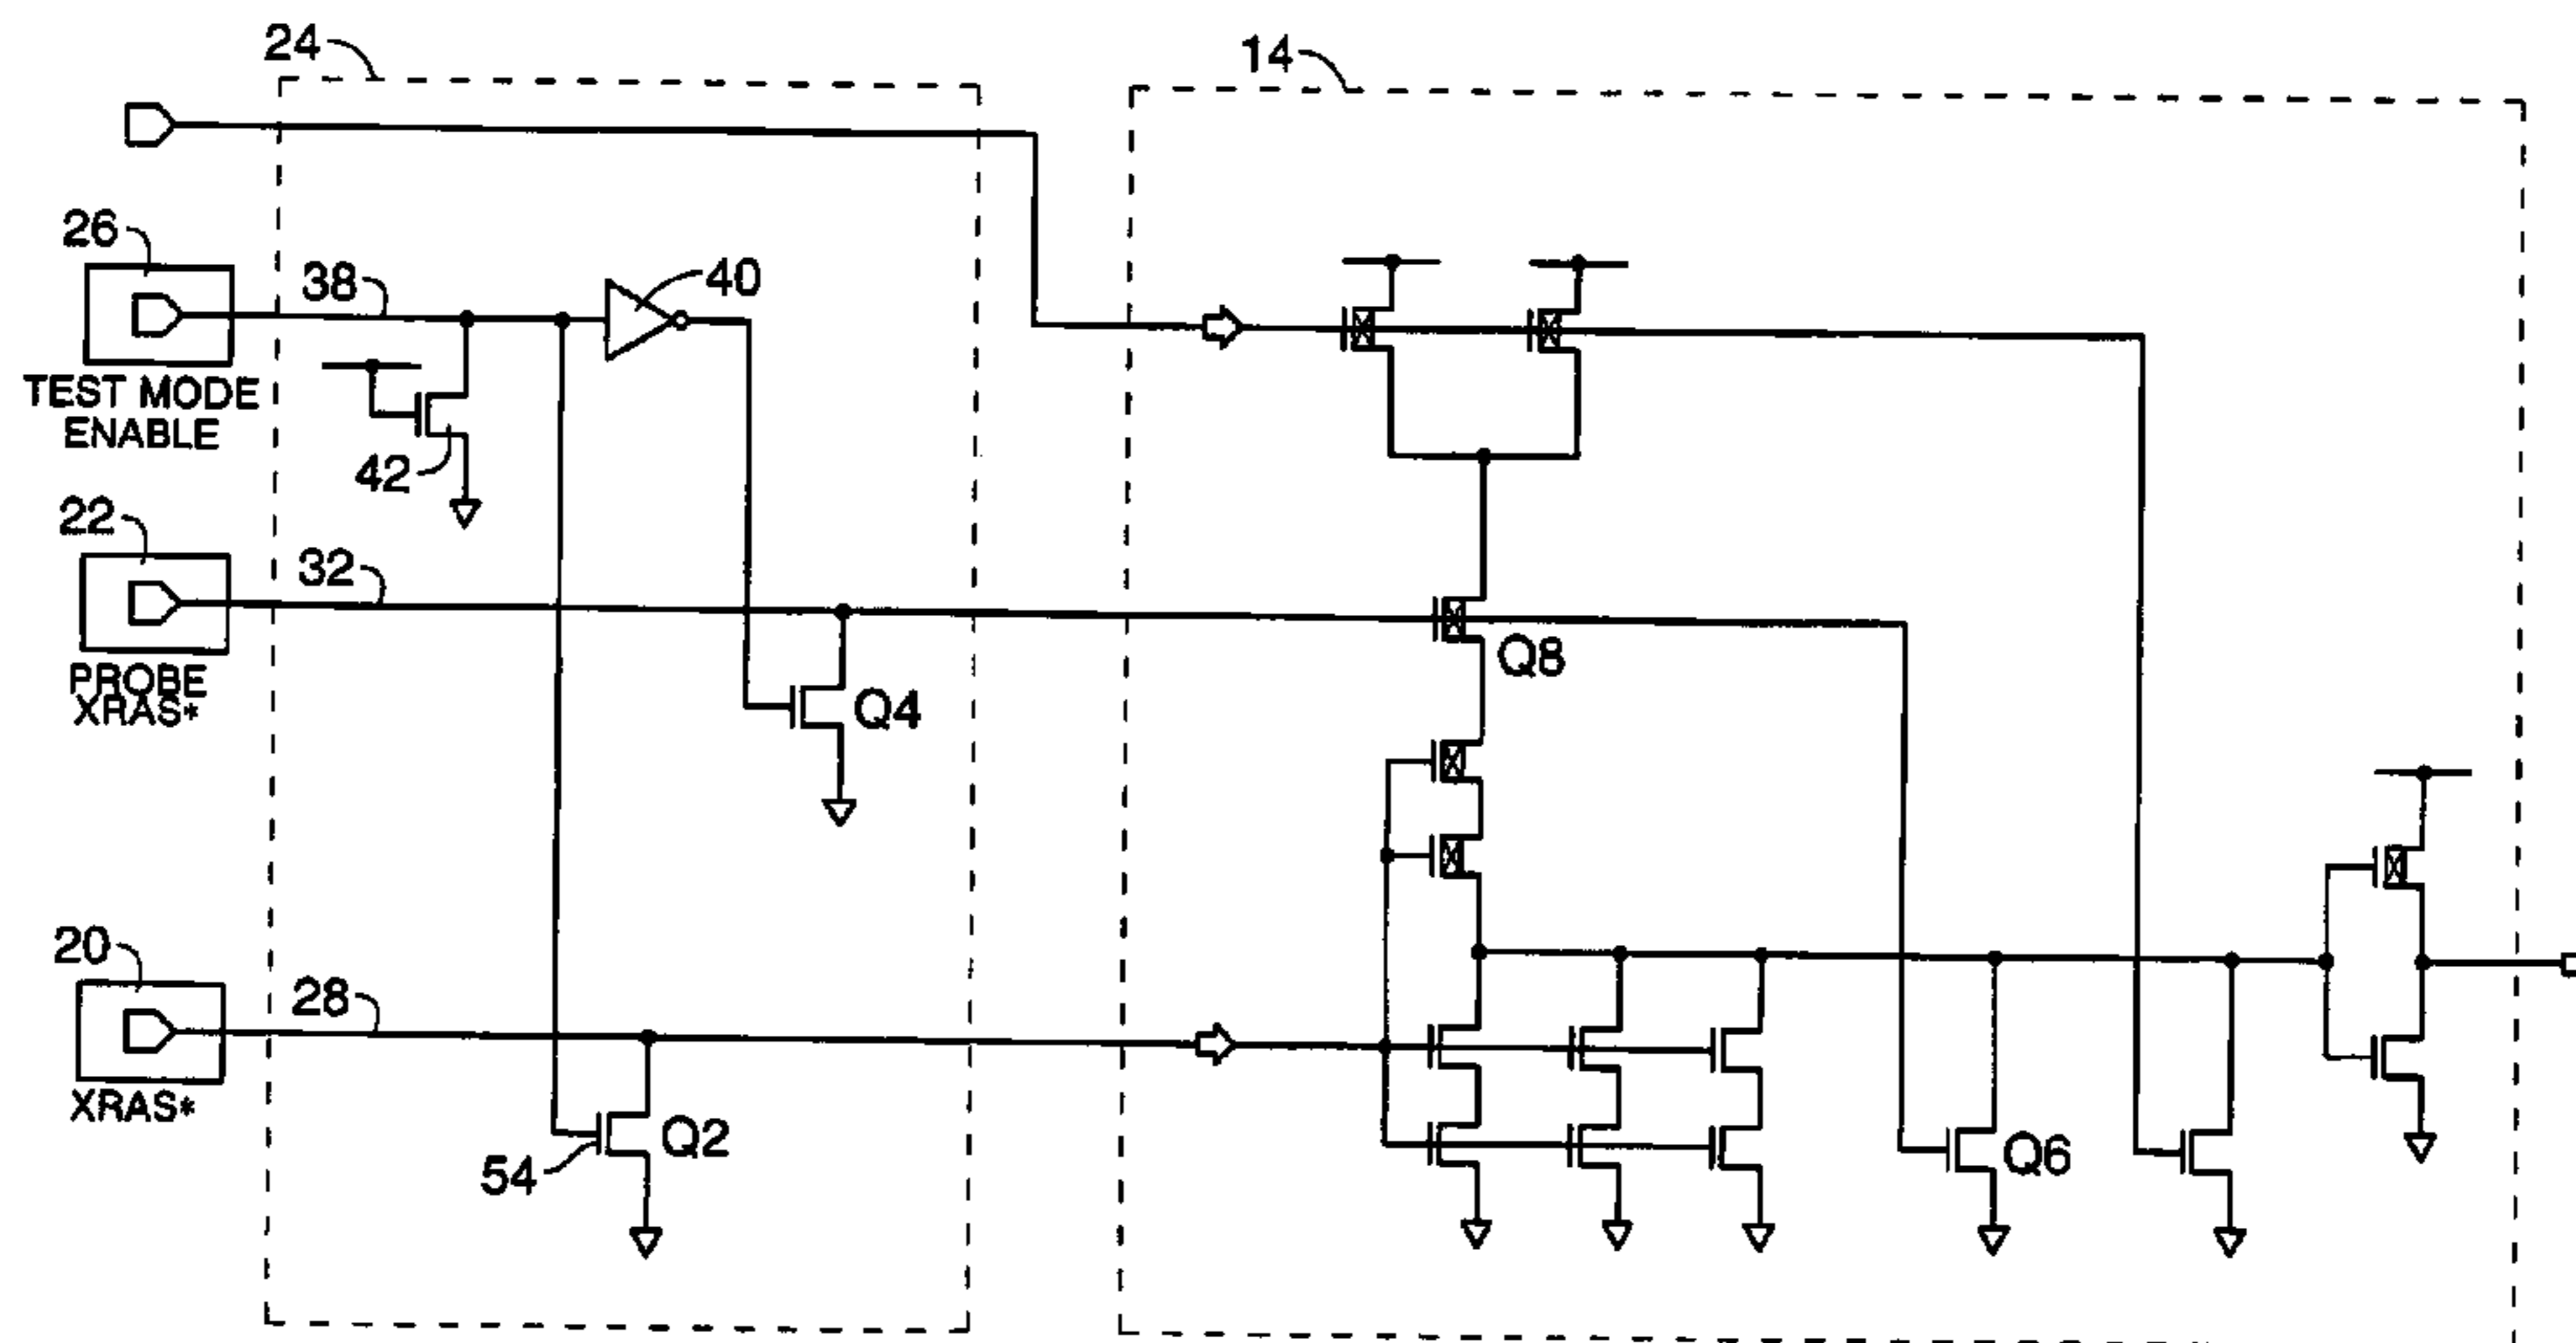 24
14
26
38
40
TEST MODE
ENABLE
42
22
32
PROBE
XRAS*
Q8
Q4
20
28
XRAS*
54
Q2
Q6